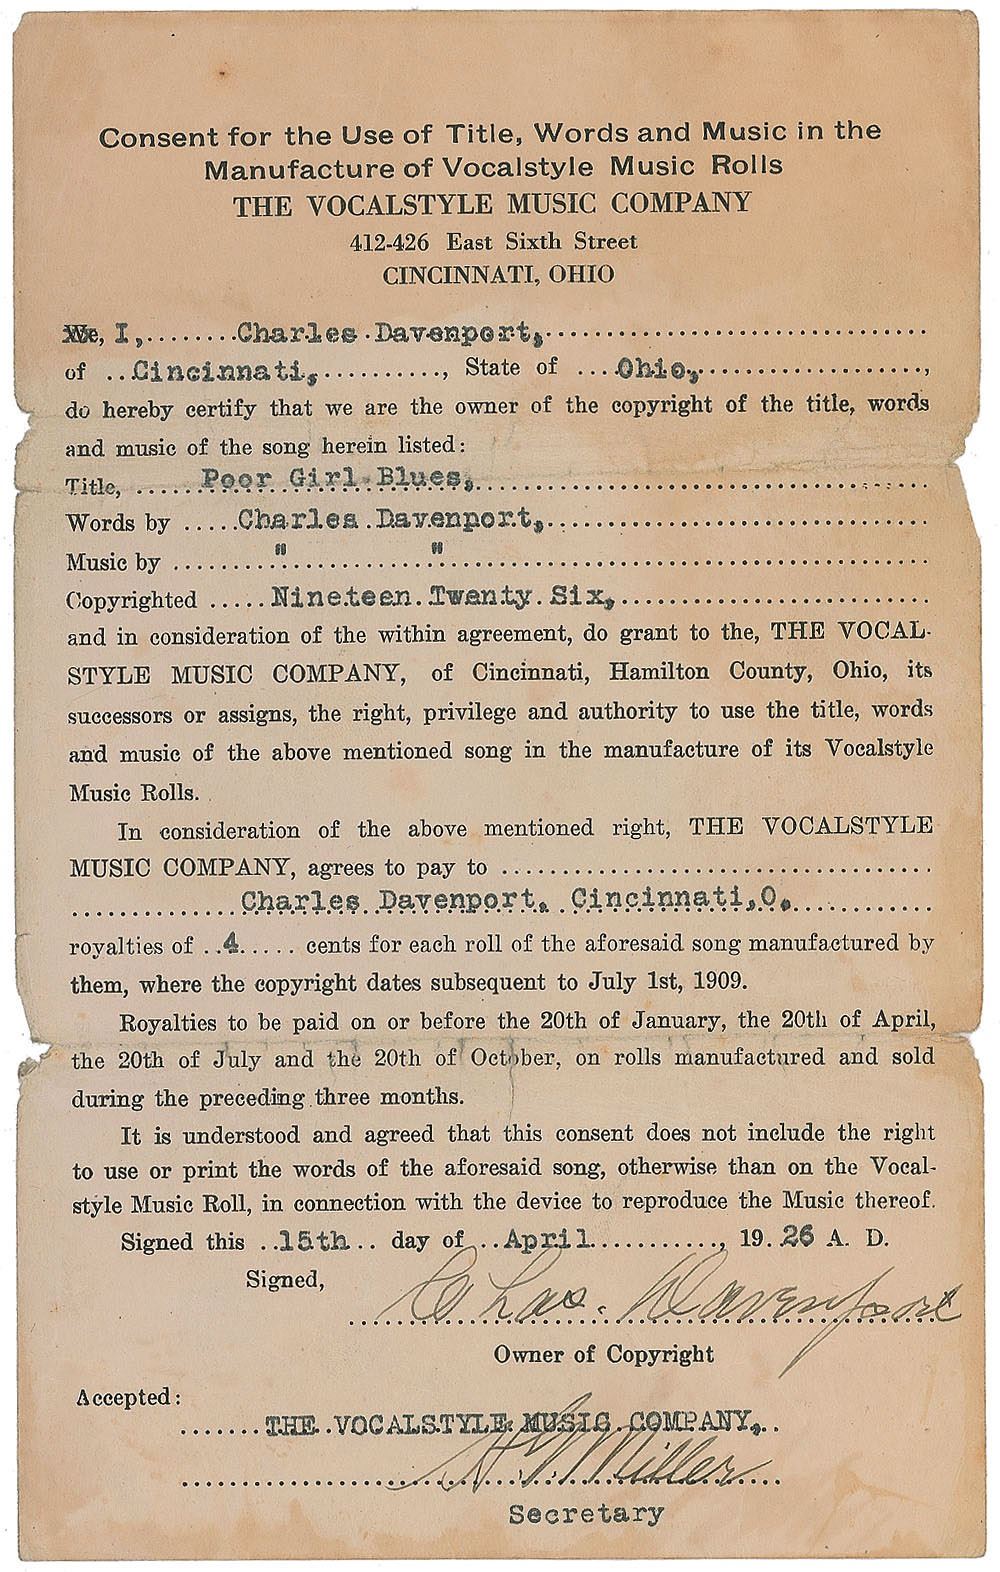 Consent for the Use of Title, Words and Music in the
Manufacture of Vocalstyle Music Rolls
THE VOCALSTYLE MUSIC COMPANY
412-426 East Sixth Street
CINCINNATI, OHIO
We, I,........Charles Davenport,................................
of ...Cincinnati,..........., State of ....Ohio,...................,
do hereby certify that we are the owner of the copyright of the title, words
and music of the song herein listed:
Title, ......Poor Girl Blues,................................
Words by .....Charles Davenport,................................
Music by ........" "................................
Copyrighted .....Nineteen Twenty Six,............................
and in consideration of the within agreement, do grant to the, THE VOCAL-
STYLE MUSIC COMPANY, of Cincinnati, Hamilton County, Ohio, its
successors or assigns, the right, privilege and authority to use the title, words
and music of the above mentioned song in the manufacture of its Vocalstyle
Music Rolls.
In consideration of the above mentioned right, THE VOCALSTYLE
MUSIC COMPANY, agrees to pay to ................................
..............Charles Davenport, Cincinnati,O,............
royalties of ..4..... cents for each roll of the aforesaid song manufactured by
them, where the copyright dates subsequent to July 1st, 1909.
Royalties to be paid on or before the 20th of January, the 20th of April,
the 20th of July and the 20th of October, on rolls manufactured and sold
during the preceding three months.
It is understood and agreed that this consent does not include the right
to use or print the words of the aforesaid song, otherwise than on the Vocal-
style Music Roll, in connection with the device to reproduce the Music thereof.
Signed this ..15th.. day of ..April..........., 19..26 A. D.
Signed,
Chas. Davenport
Owner of Copyright
Accepted:
.......THE VOCALSTYLE MUSIC COMPANY,..
Miller
Secretary